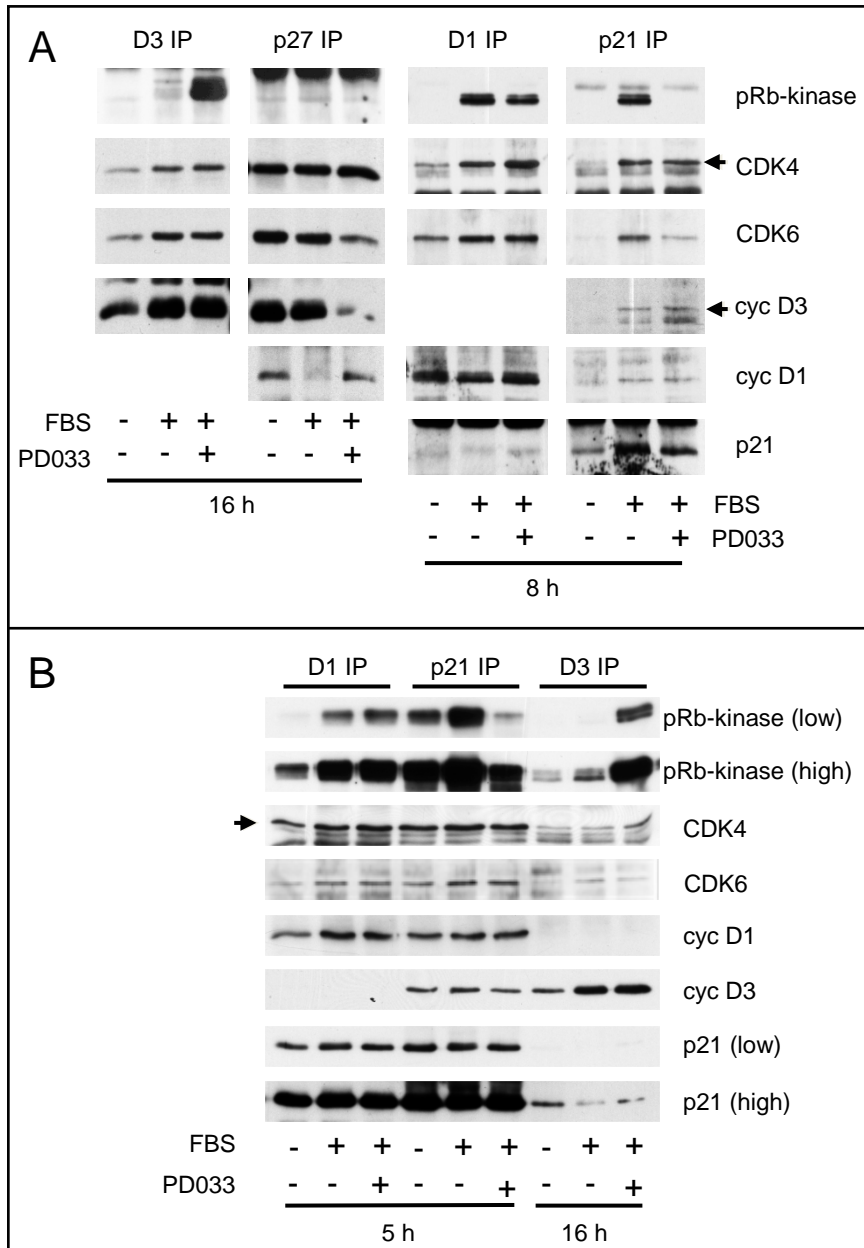 A
D3 IP p27 IP D1 IP p21 IP
pRb-kinase
CDK4
CDK6
cyc D3
cyc D1
p21
FBS - + + - + +
PD033 - - + - - +
16 h
- + + - + + FBS
- - + - - + PD033
8 h
B
D1 IP p21 IP D3 IP
pRb-kinase (low)
pRb-kinase (high)
CDK4
CDK6
cyc D1
cyc D3
p21 (low)
p21 (high)
FBS - + + - + + - + +
PD033 - - + - - + - - +
5 h 16 h